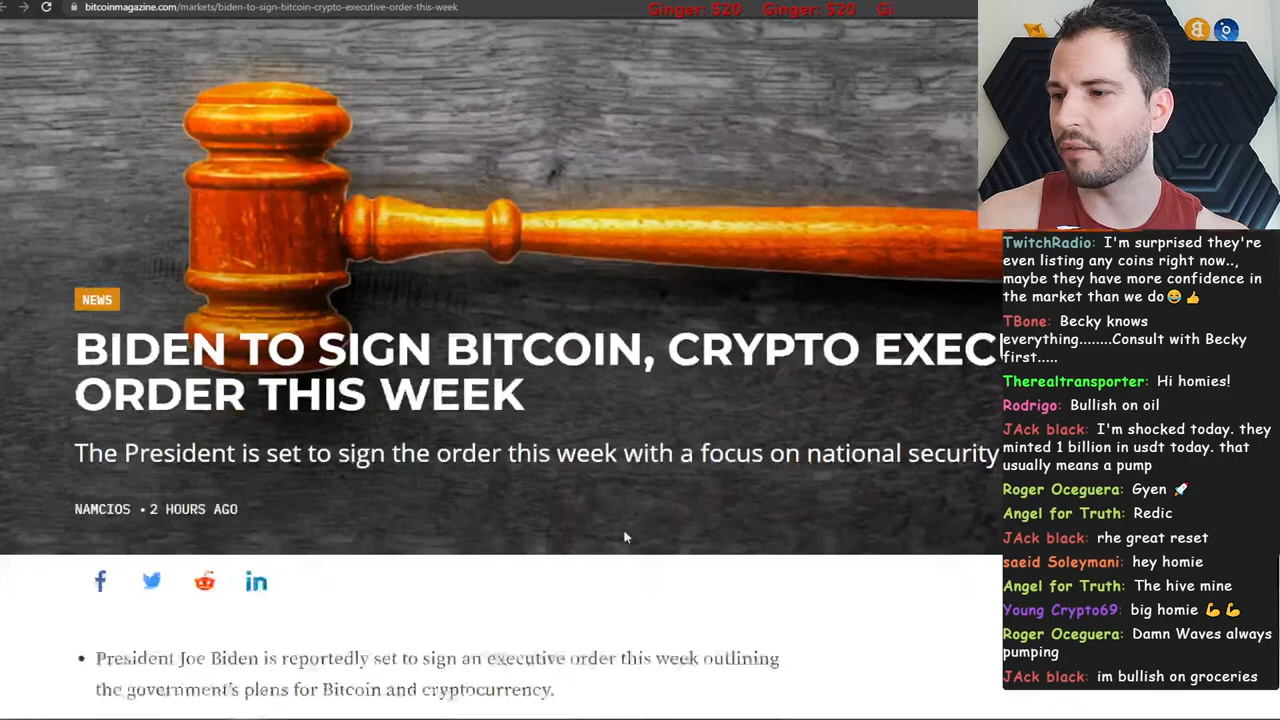 bitcoinmagazine.com/markets/biden-to-sign-bitcoin-crypto-executive-order-this-week
Ginger: $20 Ginger: $20 Gi
NEWS
BIDEN TO SIGN BITCOIN, CRYPTO EXEC
ORDER THIS WEEK
The President is set to sign the order this week with a focus on national security
NAMCIOS • 2 HOURS AGO
• President Joe Biden is reportedly set to sign an executive order this week outlining
the government's plans for Bitcoin and cryptocurrency.
TwitchRadio: I'm surprised they're
even listing any coins right now..,
maybe they have more confidence in
the market than we do😂👍
TBone: Becky knows
everything........Consult with Becky
first.....
Therealtransporter: Hi homies!
Rodrigo: Bullish on oil
JAck black: I'm shocked today. they
minted 1 billion in usdt today. that
usually means a pump
Roger Oceguera: Gyen 🚀
Angel for Truth: Redic
JAck black: rhe great reset
saeid Soleymani: hey homie
Angel for Truth: The hive mine
Young Crypto69: big homie 💪💪
Roger Oceguera: Damn Waves always
pumping
JAck black: im bullish on groceries